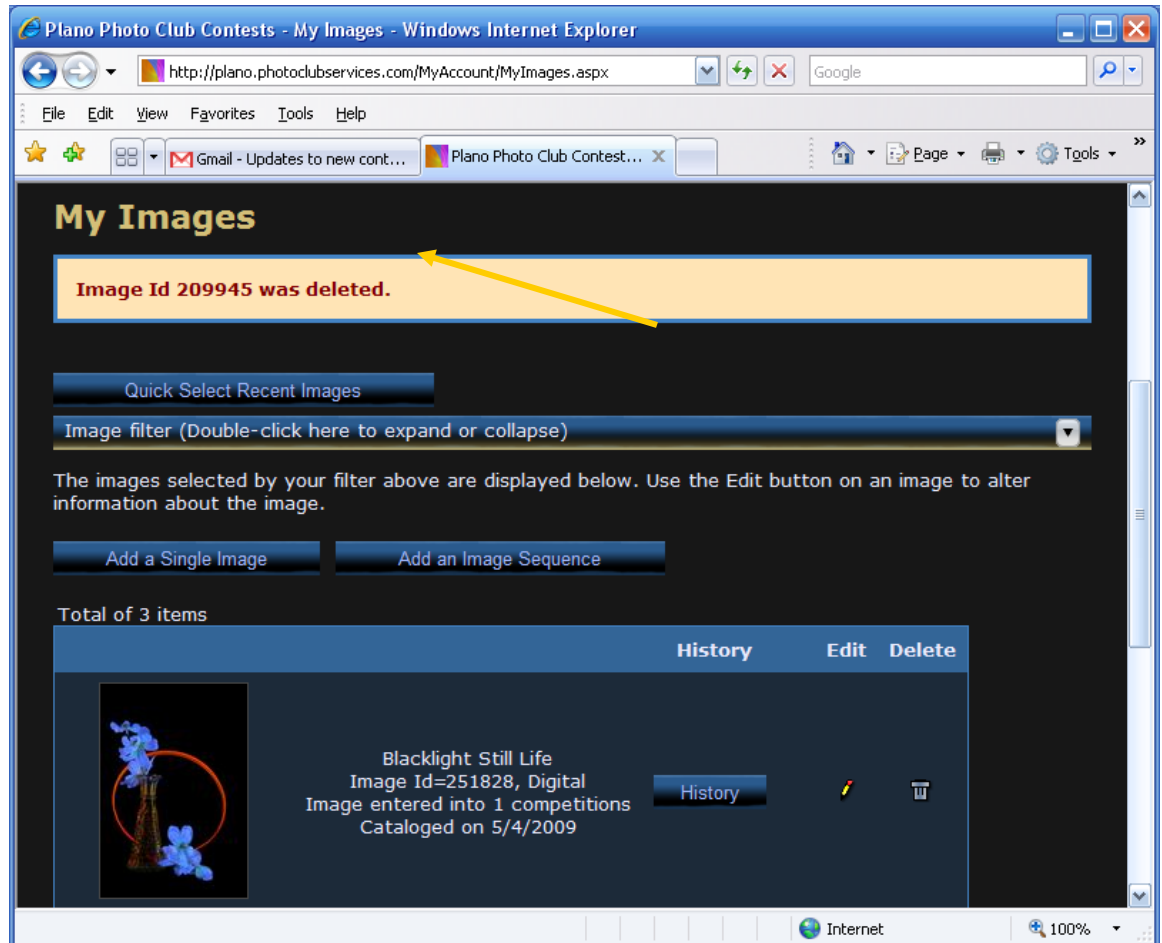 Plano Photo Club Contests - My Images - Windows Internet Explorer
http://plano.photoclubservices.com/MyAccount/MyImages.aspx
Google
File Edit View Favorites Tools Help
Gmail - Updates to new cont...
Plano Photo Club Contest...
Page
Tools
My Images
Image Id 209945 was deleted.
Quick Select Recent Images
Image filter (Double-click here to expand or collapse)
The images selected by your filter above are displayed below. Use the Edit button on an image to alter
information about the image.
Add a Single Image
Add an Image Sequence
Total of 3 items
History Edit Delete
Blacklight Still Life
Image Id=251828, Digital
Image entered into 1 competitions
Cataloged on 5/4/2009
History
Internet
100%